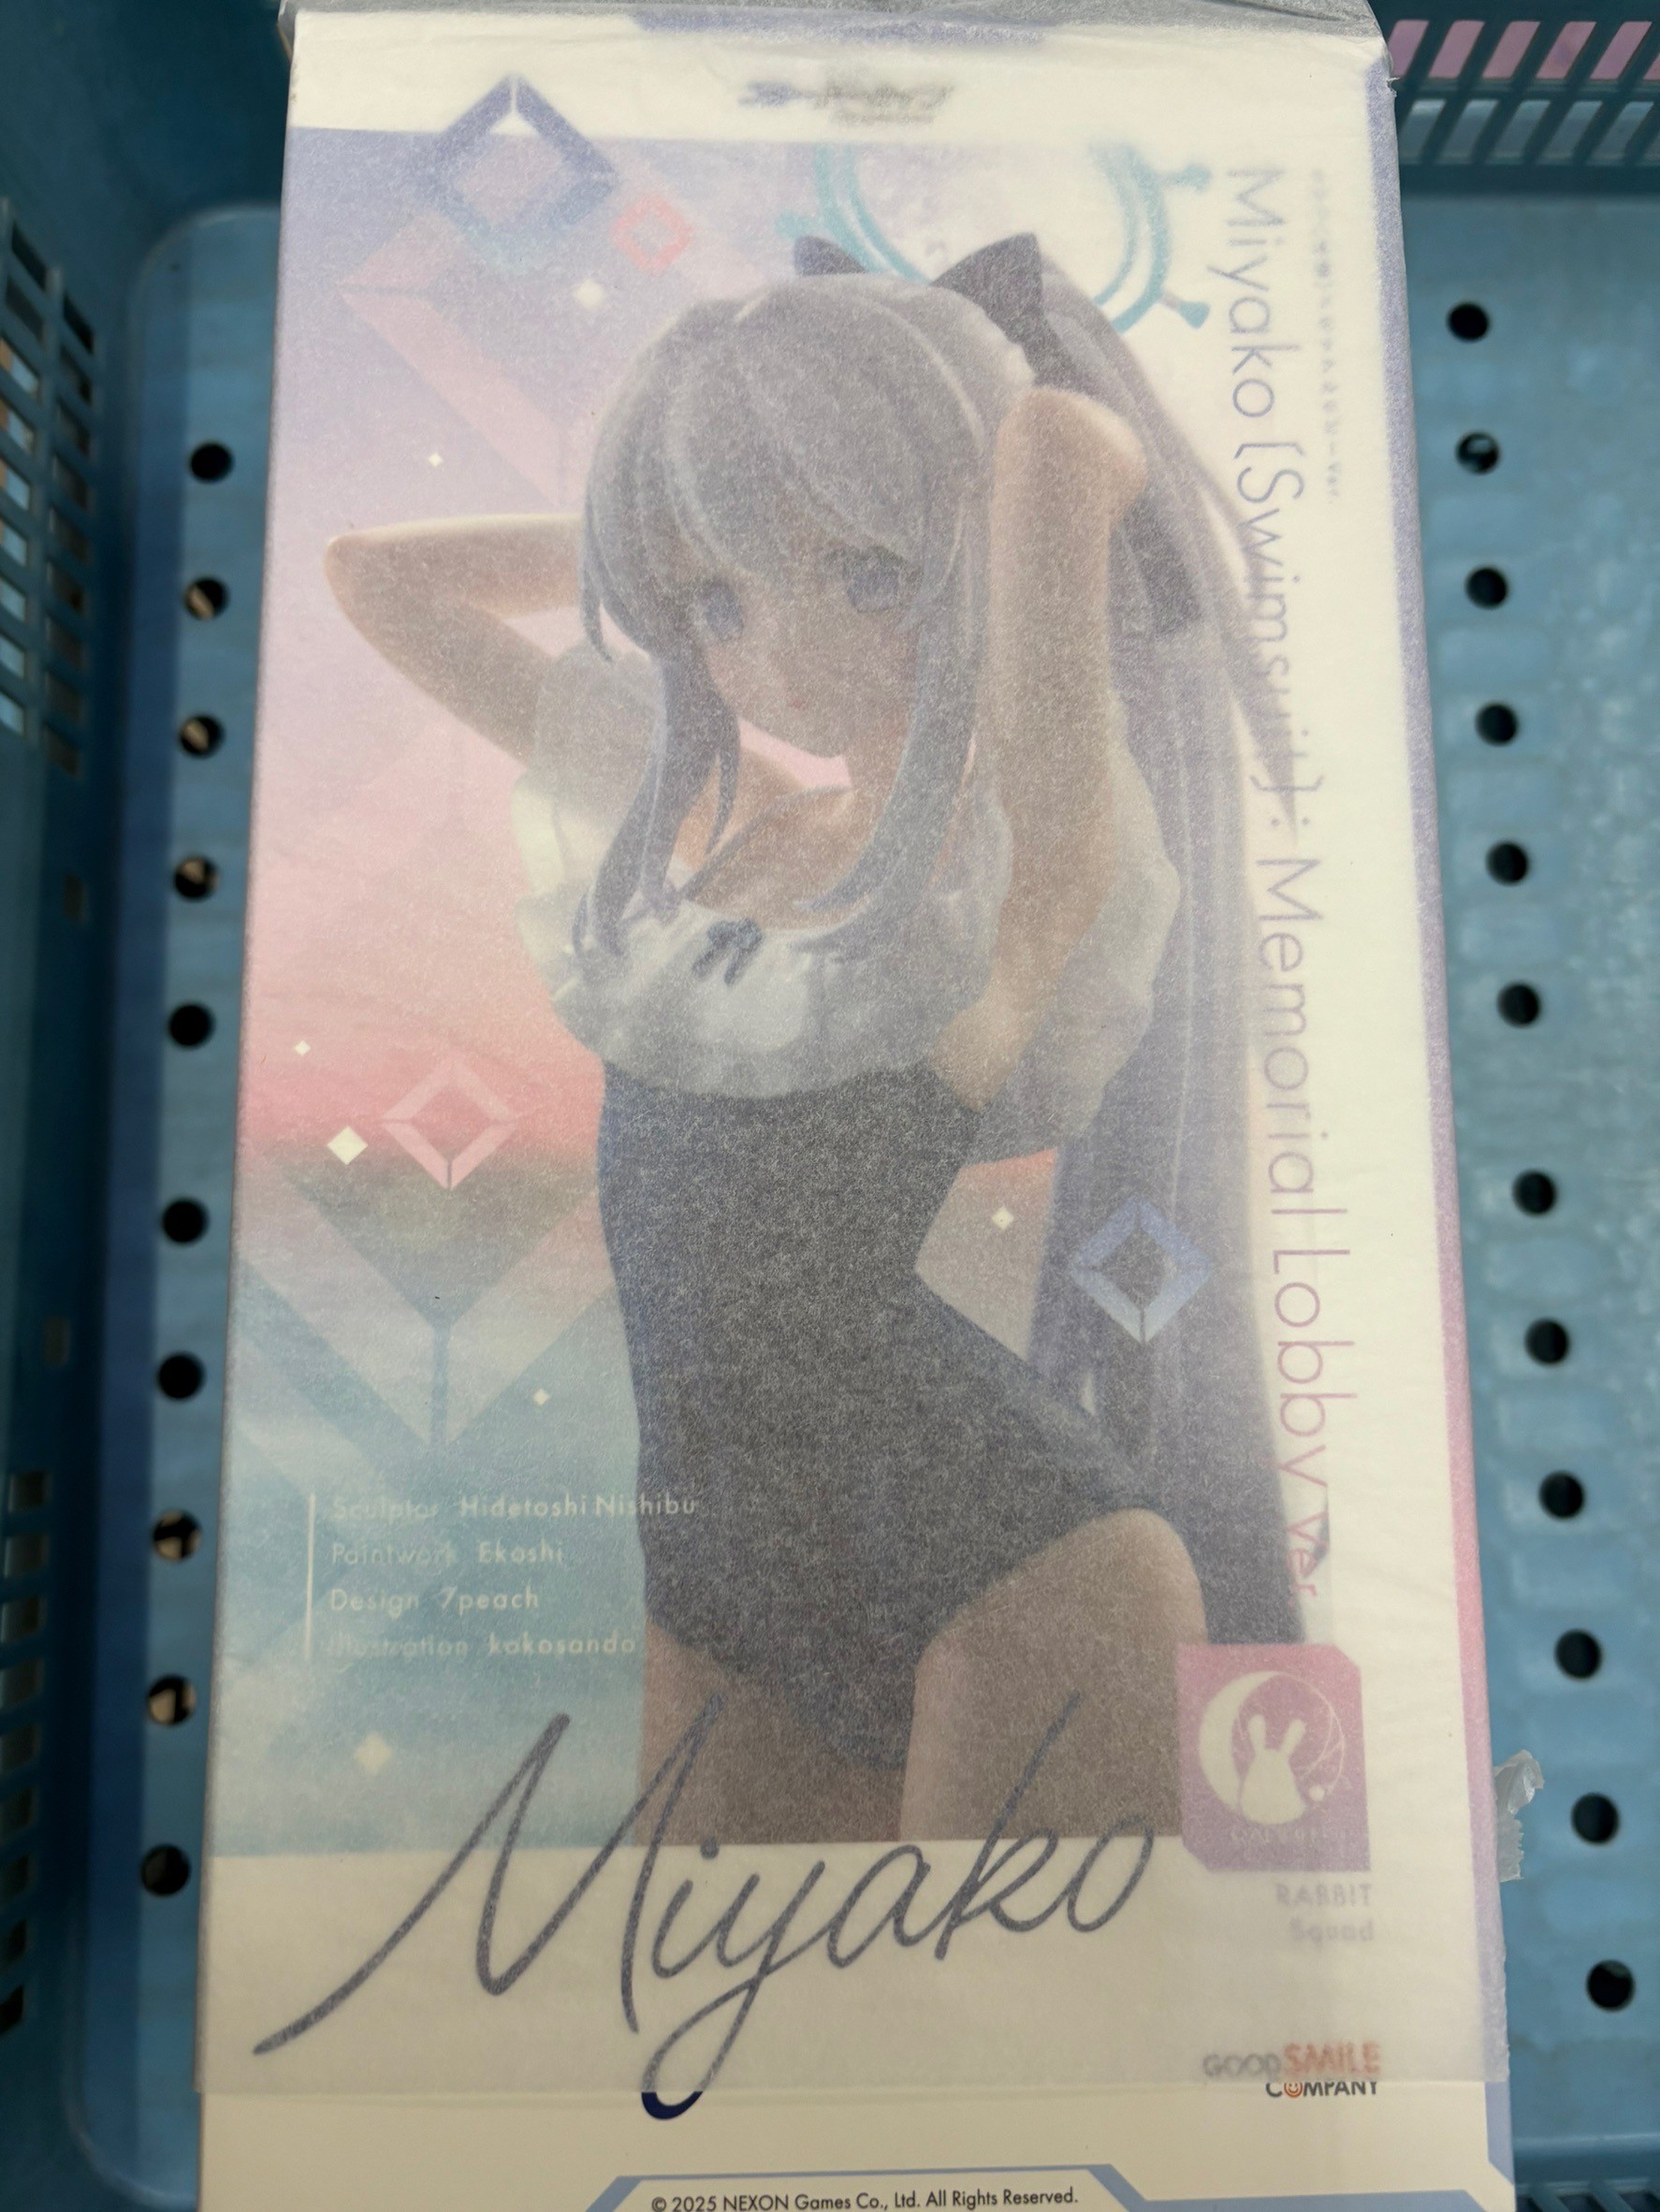 Miyako (Swimsuit) : Memorial Lobby Ver
Sculptor Hidetoshi Nishibu
Paintwork Ekoshi
Design 7peach
Illustration kokosando
Miyako
RABBIT
Squad
GOOD SMILE
COMPANY
© 2025 NEXON Games Co., Ltd. All Rights Reserved.